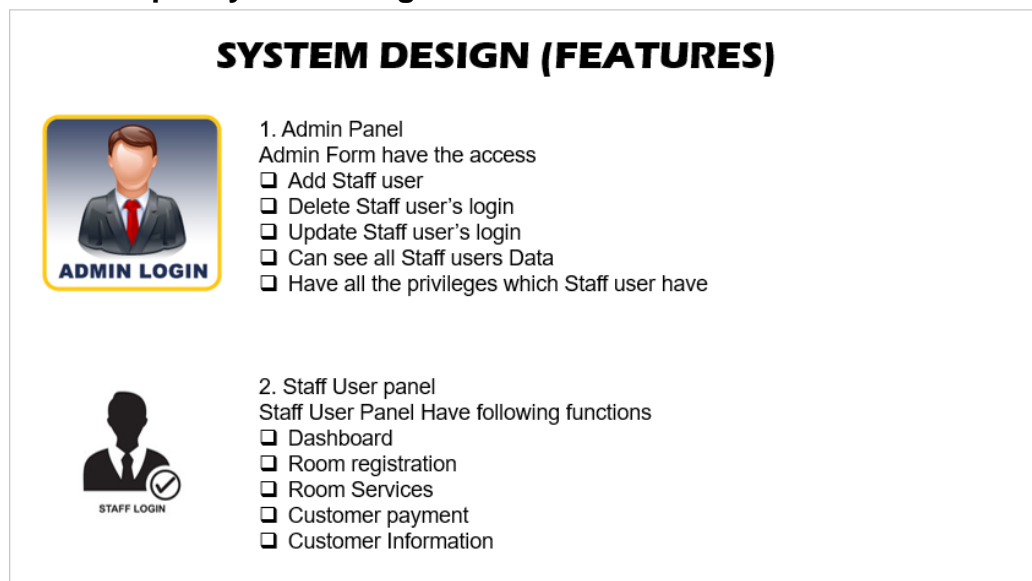 SYSTEM DESIGN (FEATURES)
ADMIN LOGIN
1. Admin Panel
Admin Form have the access
❑ Add Staff user
❑ Delete Staff user's login
❑ Update Staff user's login
❑ Can see all Staff users Data
❑ Have all the privileges which Staff user have
STAFF LOGIN
2. Staff User panel
Staff User Panel Have following functions
❑ Dashboard
❑ Room registration
❑ Room Services
❑ Customer payment
❑ Customer Information